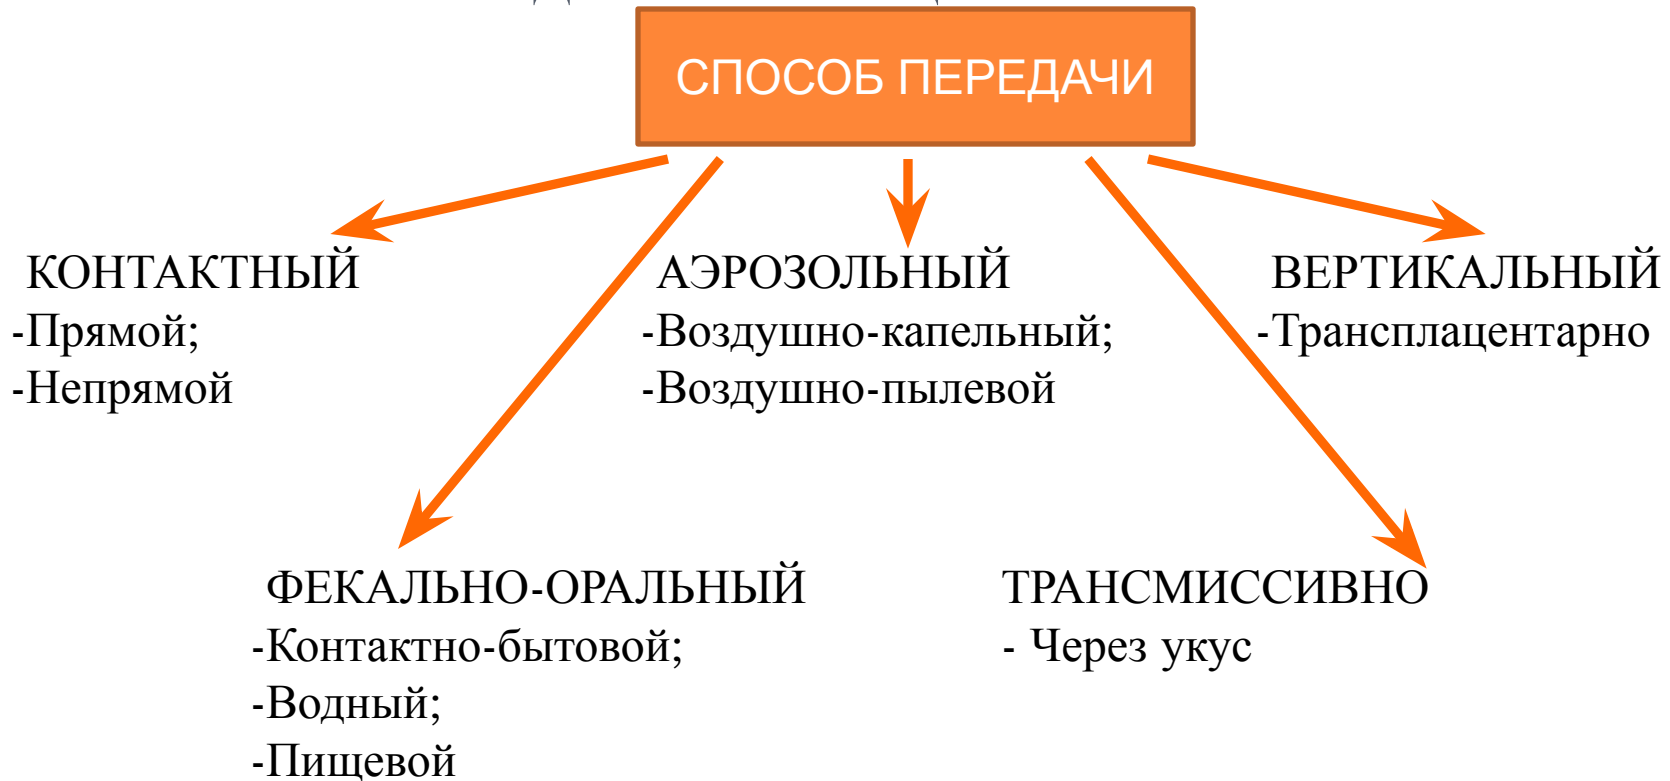 СПОСОБ ПЕРЕДАЧИ
КОНТАКТНЫЙ
-Прямой;
-Непрямой
АЭРОЗОЛЬНЫЙ
-Воздушно-капельный;
-Воздушно-пылевой
ВЕРТИКАЛЬНЫЙ
-Трансплацентарно
ФЕКАЛЬНО-ОРАЛЬНЫЙ
-Контактно-бытовой;
-Водный;
-Пищевой
ТРАНСМИССИВНО
- Через укус